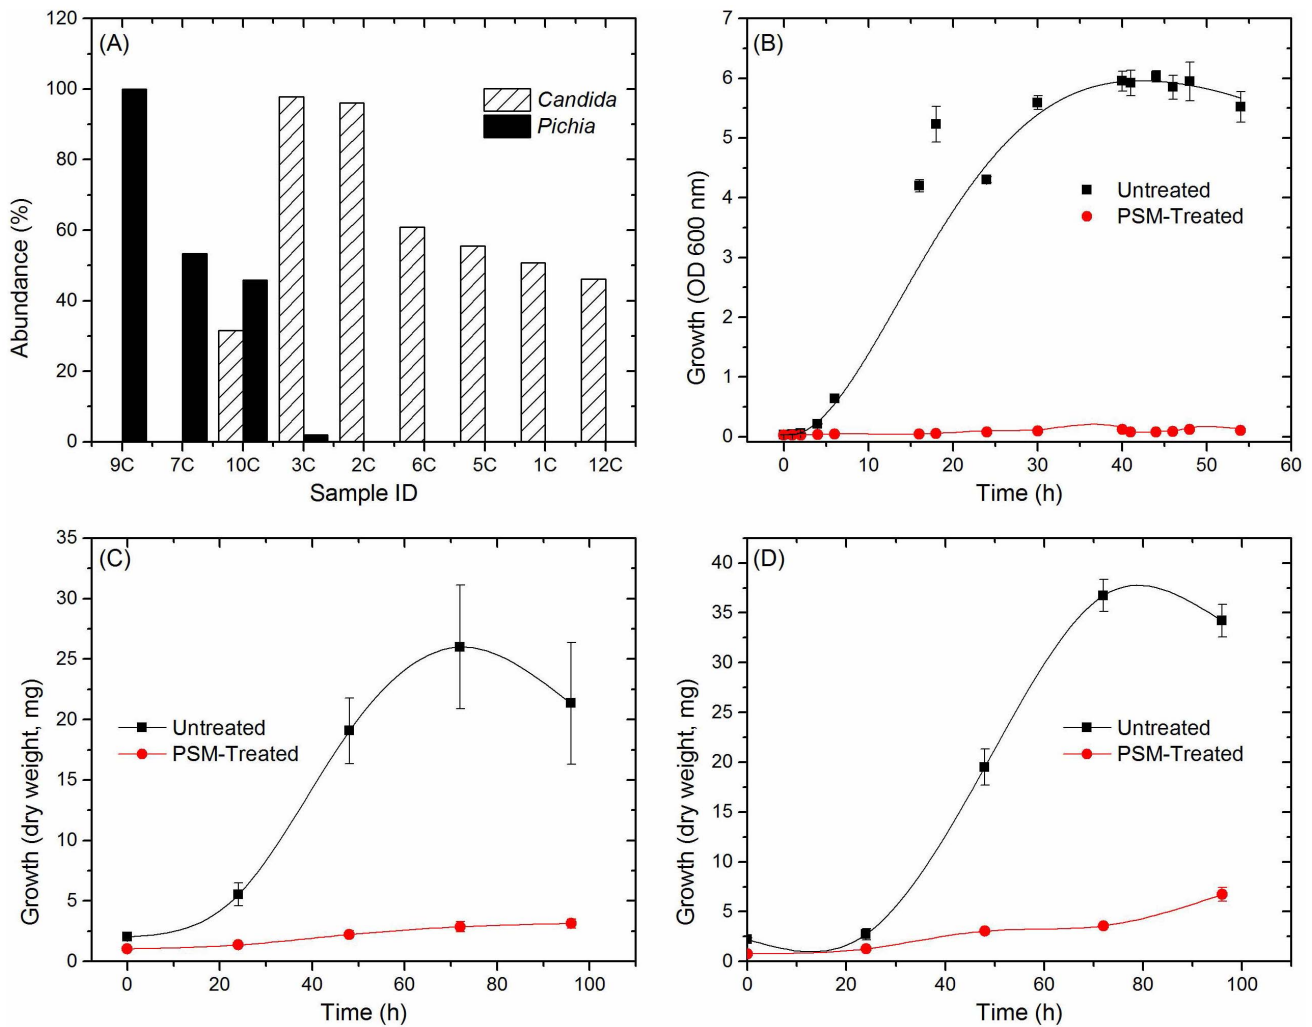 (A)
120
100
80
60
40
20
0
Abundance (%)
Candida
Pichia
9C 7C 10C 3C 2C 6C 5C 1C 12C
Sample ID
(B)
7
6
5
4
3
2
1
0
Growth (OD 600 nm)
Untreated
PSM-Treated
0 10 20 30 40 50 60
Time (h)
(C)
35
30
25
20
15
10
5
0
Growth (dry weight, mg)
Untreated
PSM-Treated
0 20 40 60 80 100
Time (h)
(D)
40
35
30
25
20
15
10
5
0
Growth (dry weight, mg)
Untreated
PSM-Treated
0 20 40 60 80 100
Time (h)